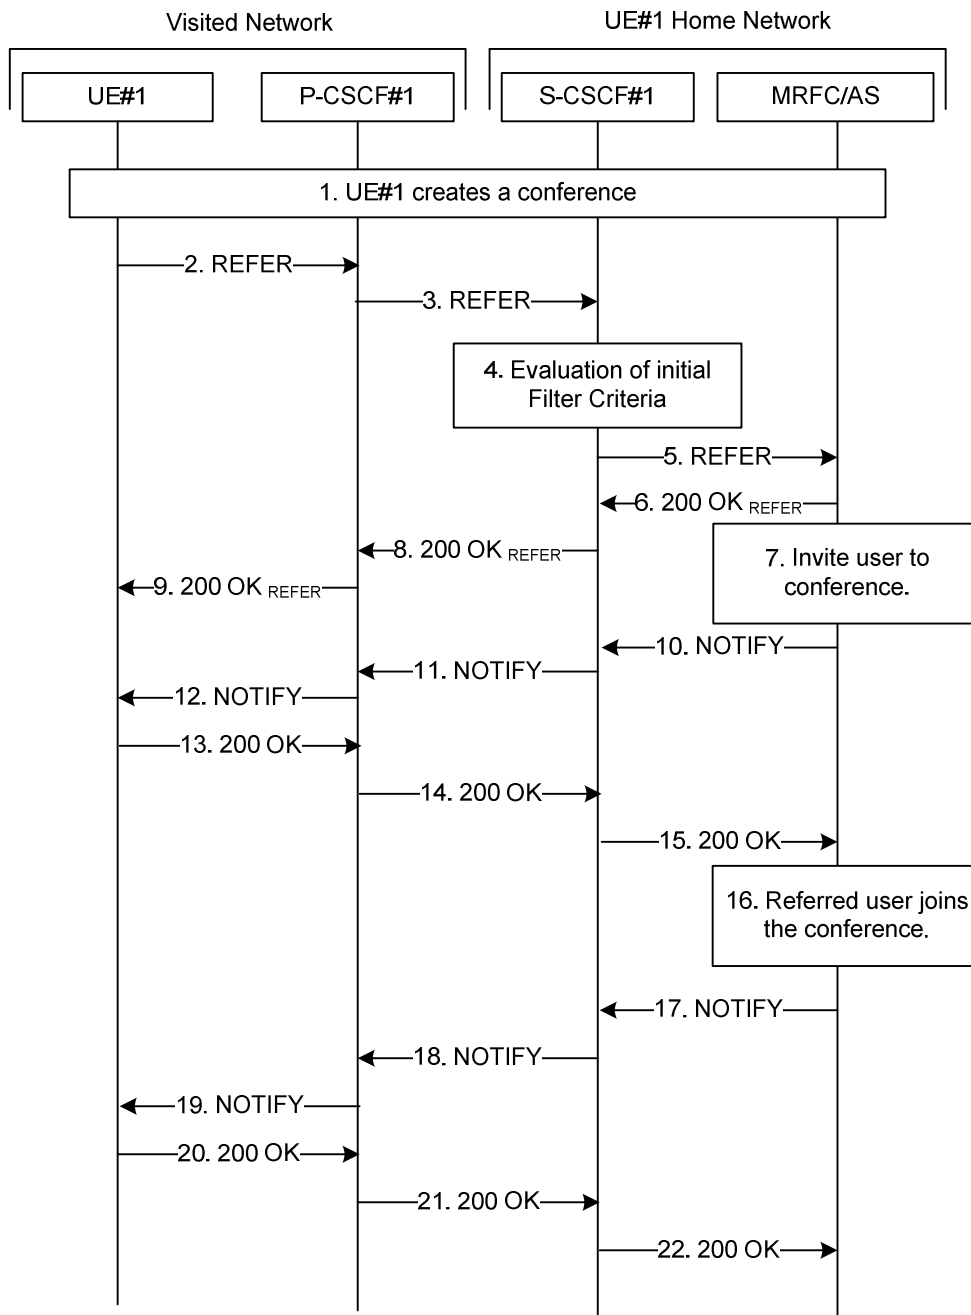 Visited Network
UE#1 Home Network
UE#1
P-CSCF#1
S-CSCF#1
MRFC/AS
1. UE#1 creates a conference
2. REFER
3. REFER
4. Evaluation of initial
Filter Criteria
5. REFER
6. 200 OK REFER
7. Invite user to
conference.
8. 200 OK REFER
9. 200 OK REFER
10. NOTIFY
11. NOTIFY
12. NOTIFY
13. 200 OK
14. 200 OK
15. 200 OK
16. Referred user joins
the conference.
17. NOTIFY
18. NOTIFY
19. NOTIFY
20. 200 OK
21. 200 OK
22. 200 OK